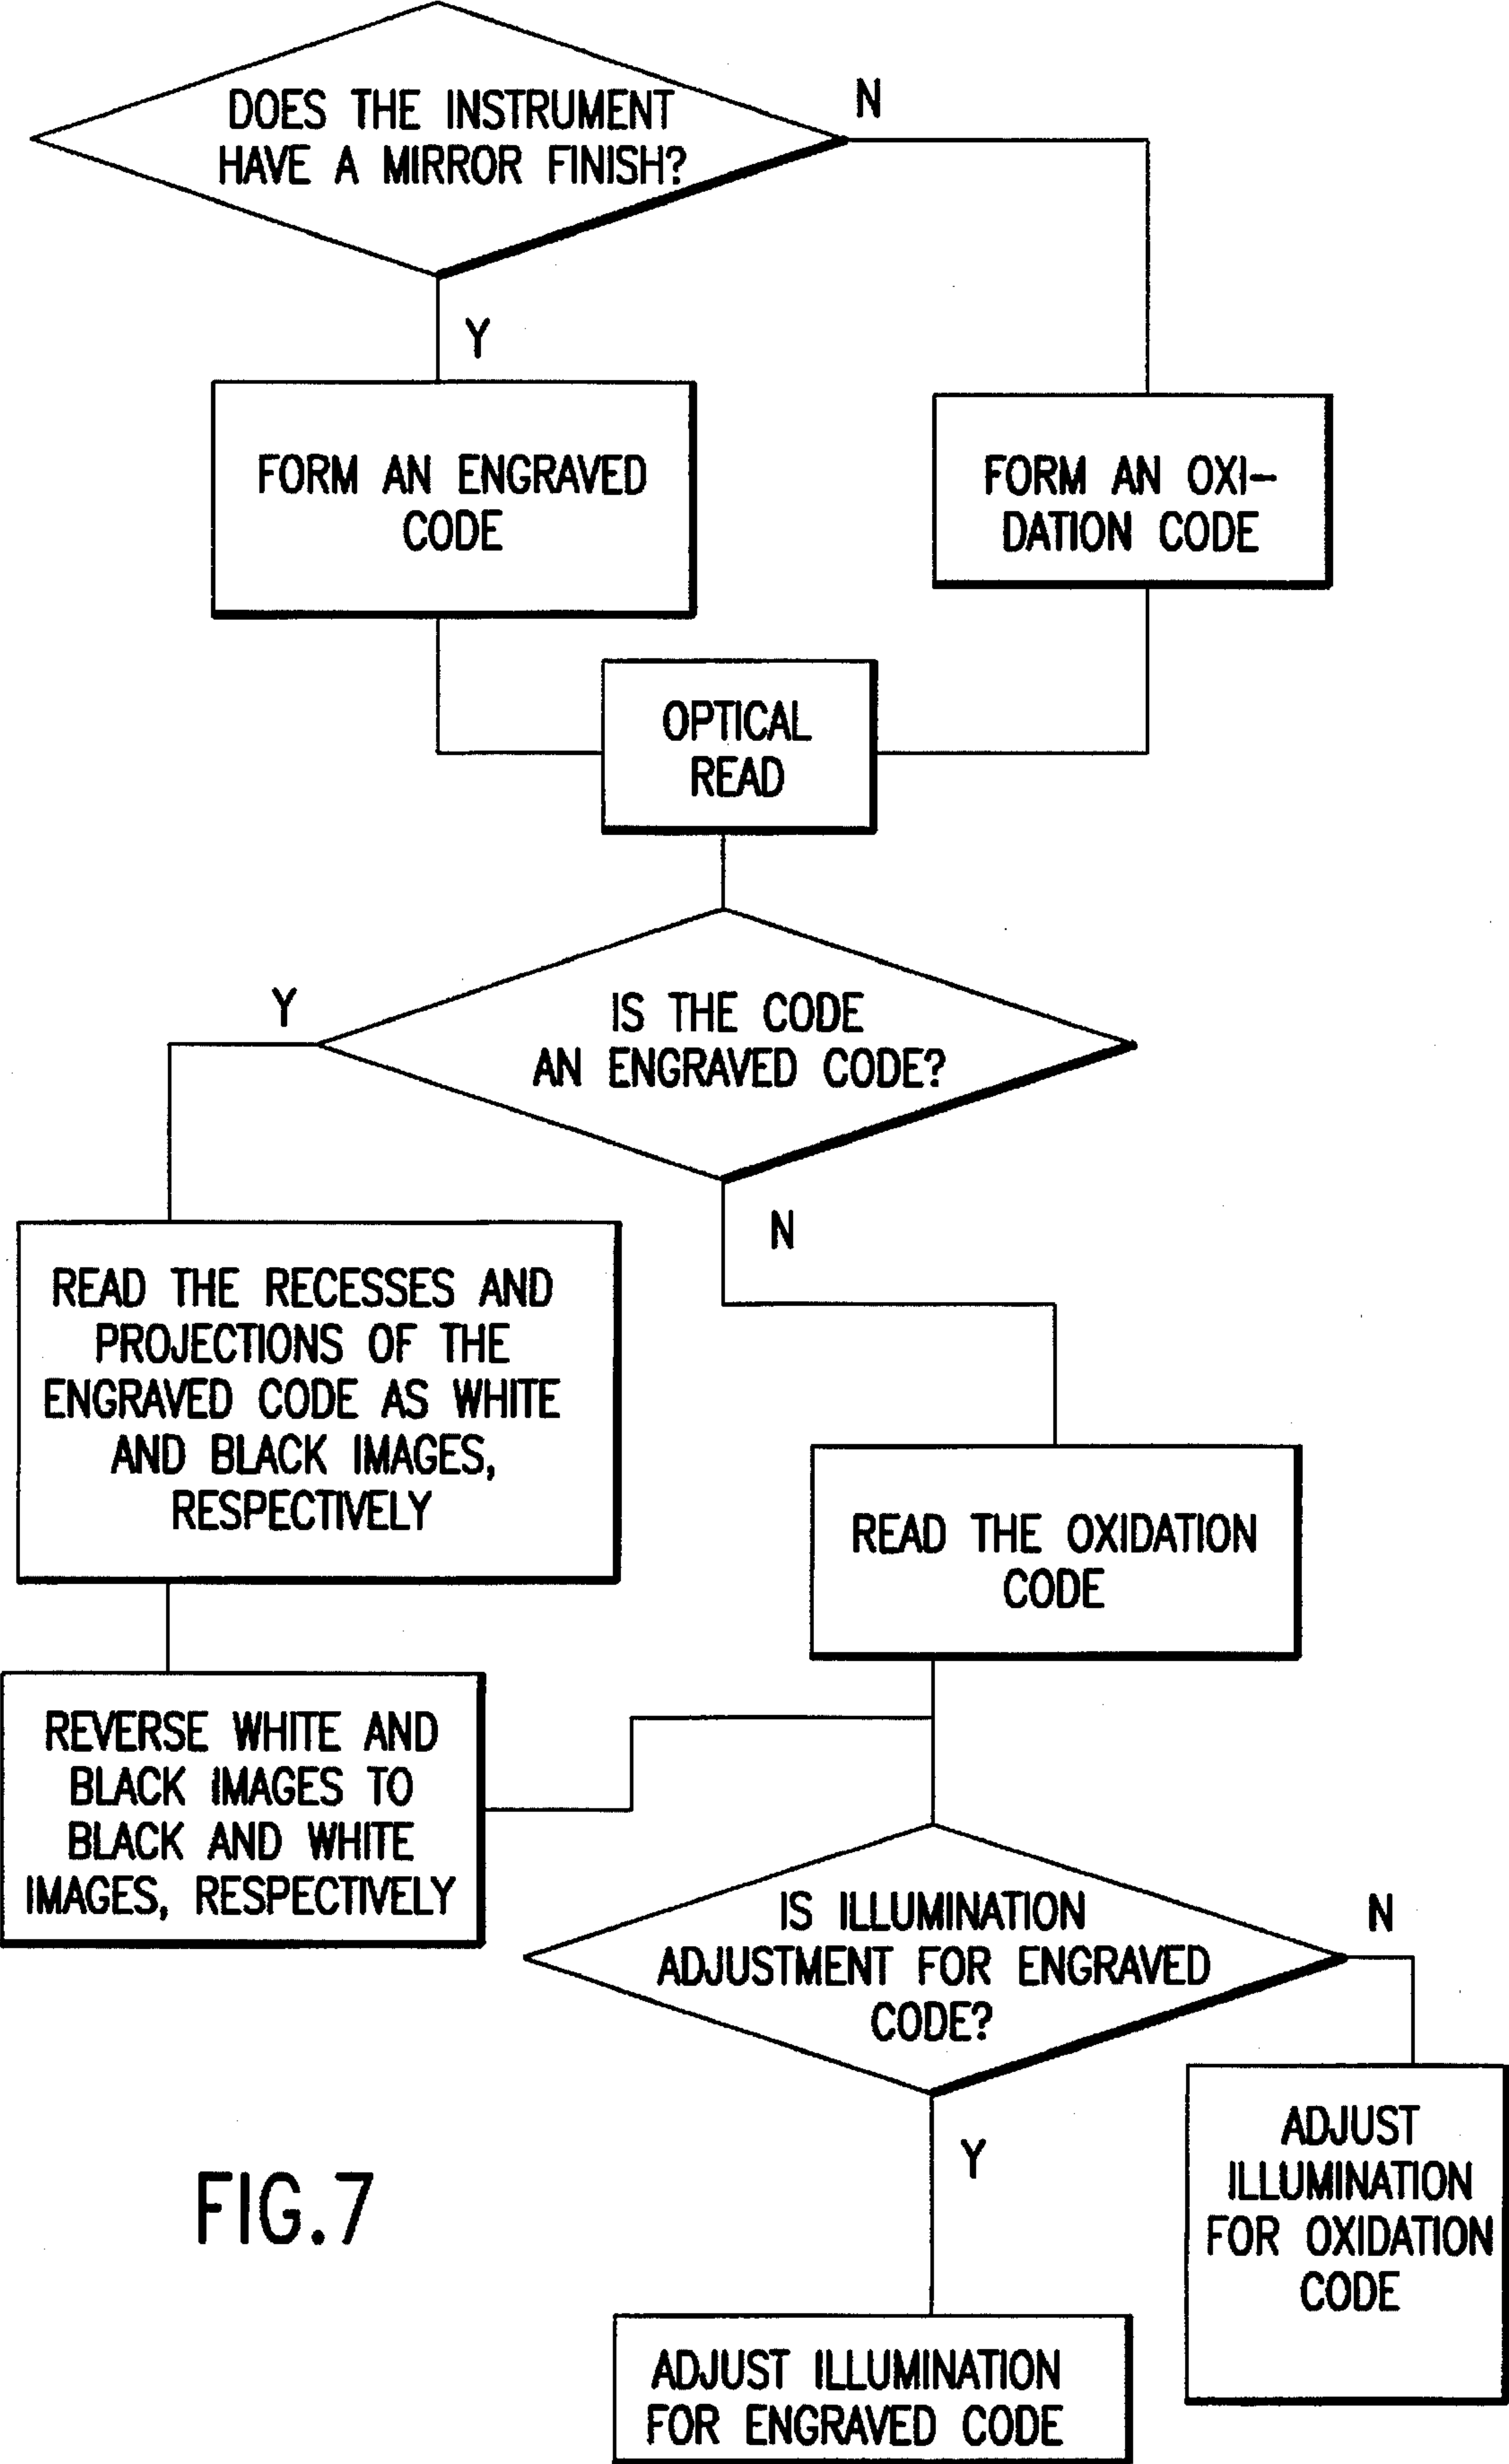 DOES THE INSTRUMENT
HAVE A MIRROR FINISH?
N
Y
FORM AN ENGRAVED
CODE
FORM AN OXI-
DATION CODE
OPTICAL
READ
IS THE CODE
AN ENGRAVED CODE?
Y
N
READ THE RECESSES AND
PROJECTIONS OF THE
ENGRAVED CODE AS WHITE
AND BLACK IMAGES,
RESPECTIVELY
READ THE OXIDATION
CODE
REVERSE WHITE AND
BLACK IMAGES TO
BLACK AND WHITE
IMAGES, RESPECTIVELY
IS ILLUMINATION
ADJUSTMENT FOR ENGRAVED
CODE?
N
Y
ADJUST
ILLUMINATION
FOR OXIDATION
CODE
ADJUST ILLUMINATION
FOR ENGRAVED CODE
FIG.7